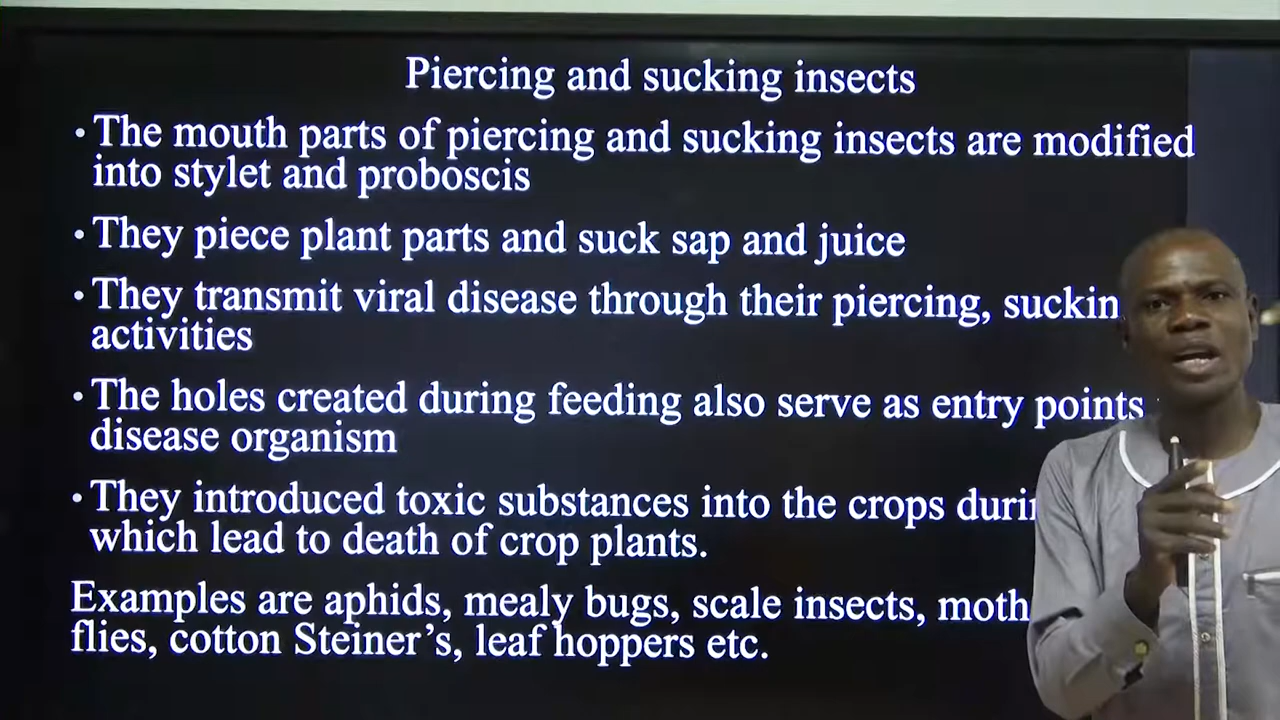 Piercing and sucking insects
• The mouth parts of piercing and sucking insects are modified
into stylet and proboscis
• They piece plant parts and suck sap and juice
• They transmit viral disease through their piercing, suckin
activities
• The holes created during feeding also serve as entry points
disease organism
• They introduced toxic substances into the crops duri
which lead to death of crop plants.
Examples are aphids, mealy bugs, scale insects, moth
flies, cotton Steiner's, leaf hoppers etc.